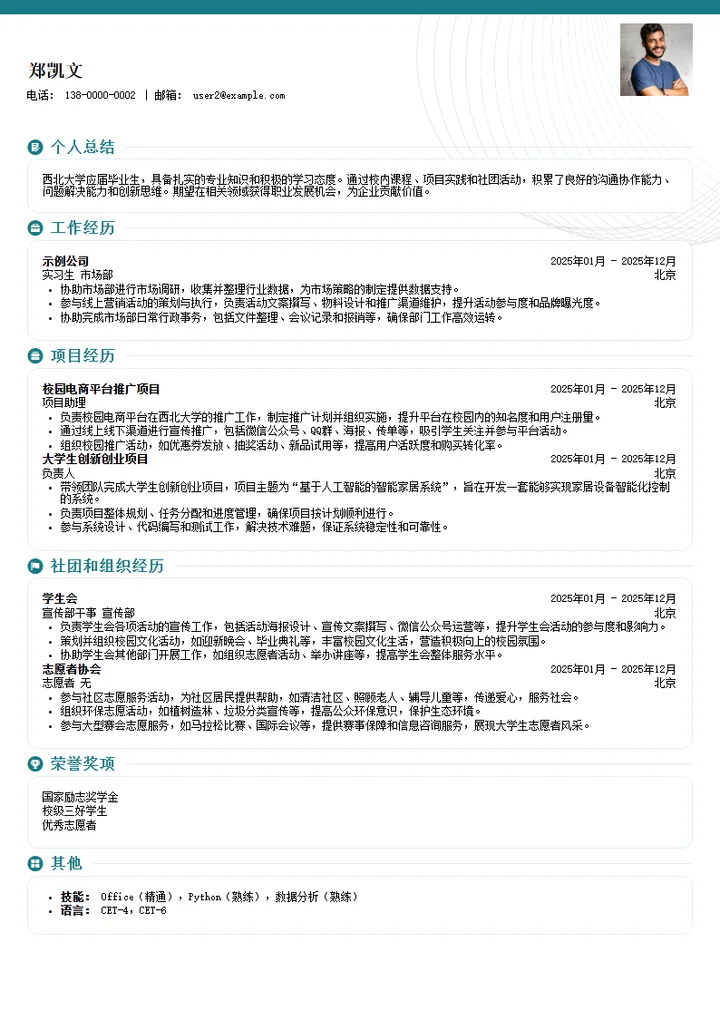 郑凯文
电话： 138-0000-0002 | 邮箱： user2@example.com
个人总结
西北大学应届毕业生，具备扎实的专业知识和积极的学习态度。通过校内课程、项目实践和社团活动，积累了良好的沟通协作能力、
问题解决能力和创新思维。期望在相关领域获得职业发展机会，为企业贡献价值。
工作经历
示例公司 2025年01月 - 2025年12月
实习生 市场部 北京
• 协助市场部进行市场调研，收集并整理行业数据，为市场策略的制定提供数据支持。
• 参与线上营销活动的策划与执行，负责活动文案撰写、物料设计和推广渠道维护，提升活动参与度和品牌曝光度。
• 协助完成市场部日常行政事务，包括文件整理、会议记录和报销等，确保部门工作高效运转。
项目经历
校园电商平台推广项目 2025年01月 - 2025年12月
项目助理 北京
• 负责校园电商平台在西北大学的推广工作，制定推广计划并组织实施，提升平台在校园内的知名度和用户注册量。
• 通过线上线下渠道进行宣传推广，包括微信公众号、QQ群、海报、传单等，吸引学生关注并参与平台活动。
• 组织校园推广活动，如优惠券发放、抽奖活动、新品试用等，提高用户活跃度和购买转化率。
大学生创新创业项目 2025年01月 - 2025年12月
负责人 北京
• 带领团队完成大学生创新创业项目，项目主题为“基于人工智能的智能家居系统”，旨在开发一套能够实现家居设备智能化控制
的系统。
• 负责项目整体规划、任务分配和进度管理，确保项目按计划顺利进行。
• 参与系统设计、代码编写和测试工作，解决技术难题，保证系统稳定性和可靠性。
社团和组织经历
学生会 2025年01月 - 2025年12月
宣传部干事 宣传部 北京
• 负责学生会各项活动的宣传工作，包括活动海报设计、宣传文案撰写、微信公众号运营等，提升学生会活动的参与度和影响力。
• 策划并组织校园文化活动，如迎新晚会、毕业典礼等，丰富校园文化生活，营造积极向上的校园氛围。
• 协助学生会其他部门开展工作，如组织志愿者活动、举办讲座等，提高学生会整体服务水平。
志愿者协会 2025年01月 - 2025年12月
志愿者 无 北京
• 参与社区志愿服务活动，为社区居民提供帮助，如清洁社区、照顾老人、辅导儿童等，传递爱心，服务社会。
• 组织环保志愿活动，如植树造林、垃圾分类宣传等，提高公众环保意识，保护生态环境。
• 参与大型赛会志愿服务，如马拉松比赛、国际会议等，提供赛事保障和信息咨询服务，展现大学生志愿者风采。
荣誉奖项
国家励志奖学金
校级三好学生
优秀志愿者
其他
• 技能： Office（精通），Python（熟练），数据分析（熟练）
• 语言： CET-4，CET-6